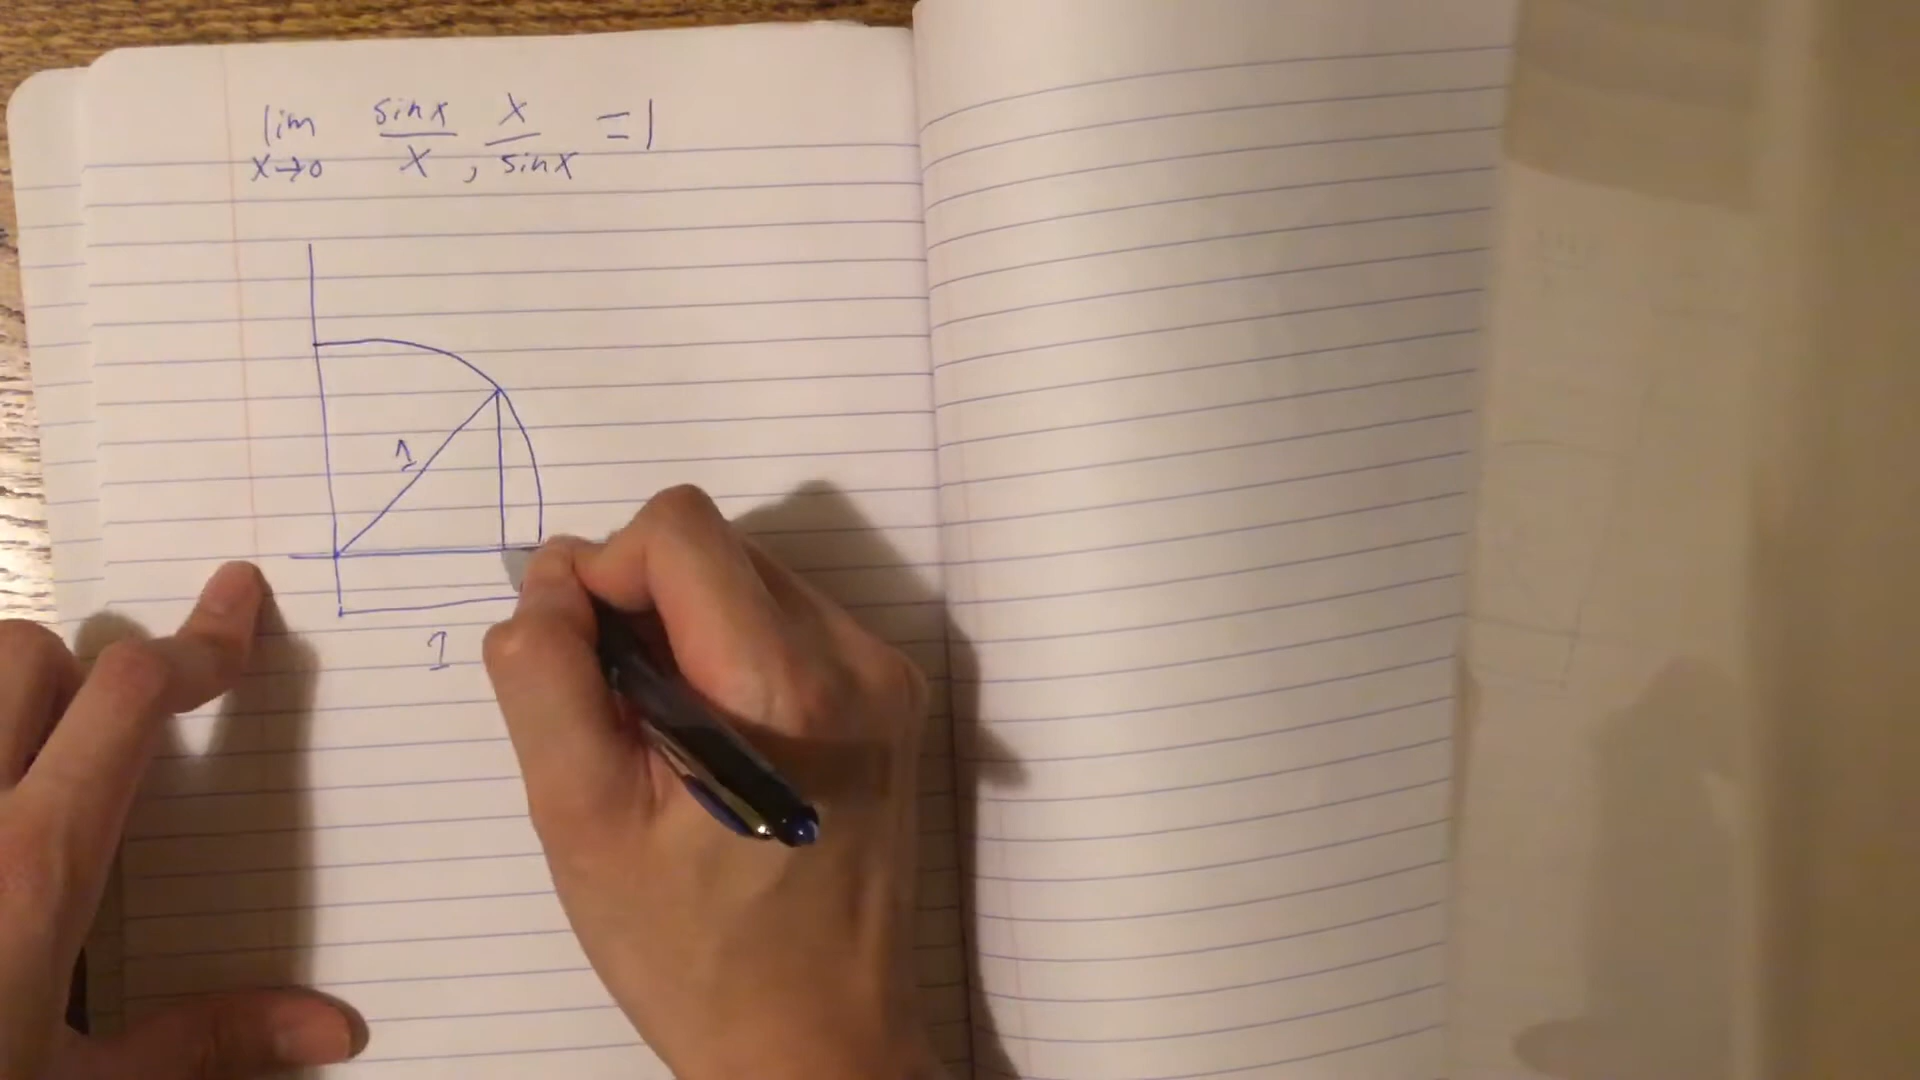 lim sinx/x, x/sinx =1
x→0
1
1